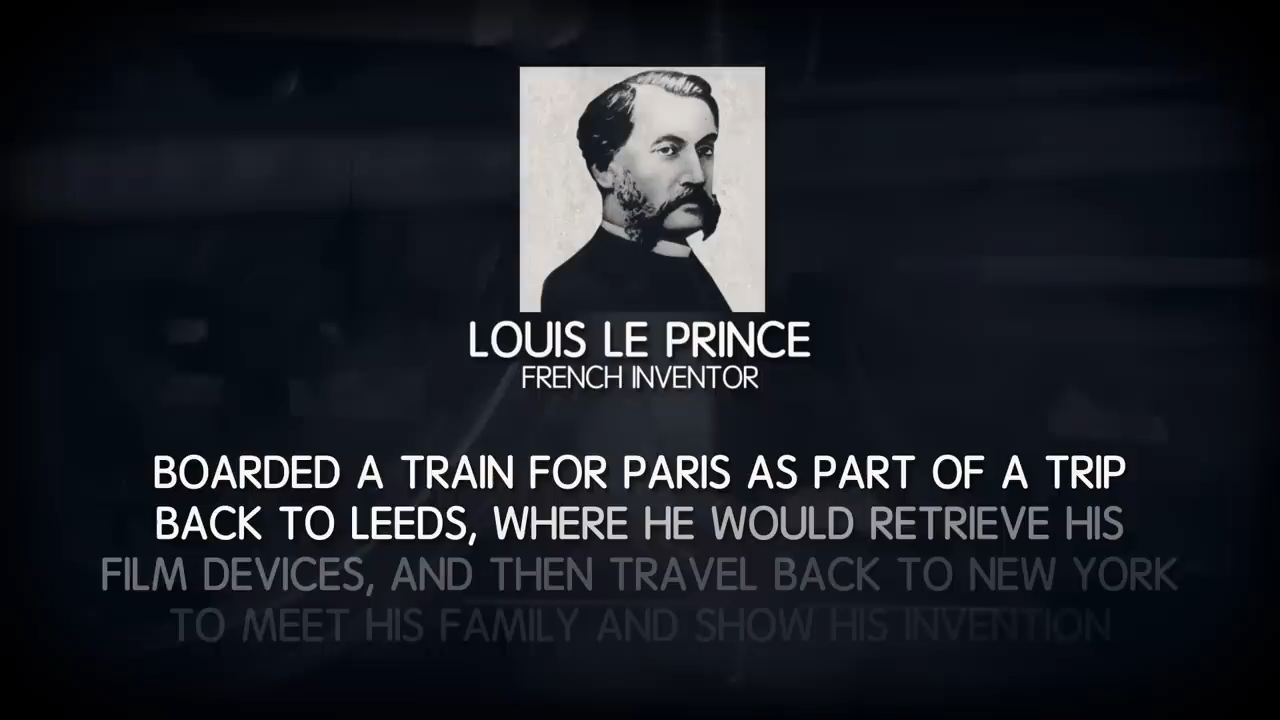 LOUIS LE PRINCE
FRENCH INVENTOR
BOARDED A TRAIN FOR PARIS AS PART OF A TRIP
BACK TO LEEDS, WHERE HE WOULD RETRIEVE HIS
FILM DEVICES, AND THEN TRAVEL BACK TO NEW YORK
TO MEET HIS FAMILY AND SHOW HIS INVENTION